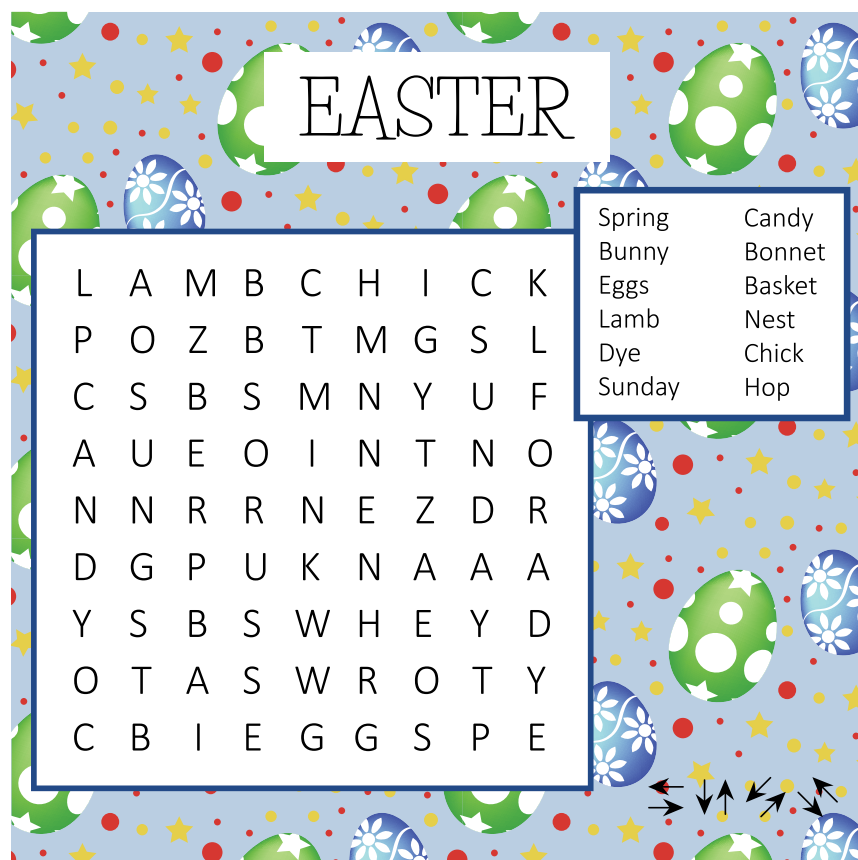 EASTER
Spring Candy
Bunny Bonnet
Eggs Basket
Lamb Nest
Dye Chick
Sunday Hop
L A M B C H I C K
P O Z B T M G S L
C S B S M N Y U F
A U E O I N T N O
N N R R N E Z D R
D G P U K N A A A
Y S B S W H E Y D
O T A S W R O T Y
C B I E G G S P E